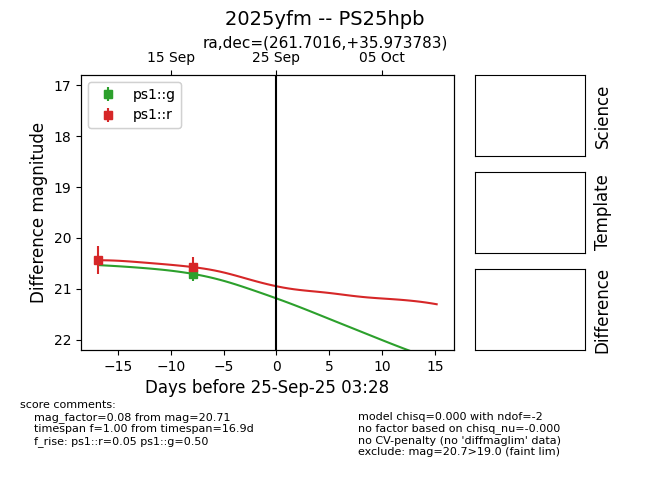 2025yfm -- PS25hpb
ra,dec=(261.7016,+35.973783)
15 Sep 25 Sep 05 Oct
ps1::g
ps1::r
17
18
19
20
21
22
Difference magnitude
−15 −10 −5 0 5 10 15
Days before 25-Sep-25 03:28
Science
Template
Difference
score comments:
mag_factor=0.08 from mag=20.71
timespan f=1.00 from timespan=16.9d
f_rise: ps1::r=0.05 ps1::g=0.50
model chisq=0.000 with ndof=-2
no factor based on chisq_nu=-0.000
no CV-penalty (no 'diffmaglim' data)
exclude: mag=20.7>19.0 (faint lim)